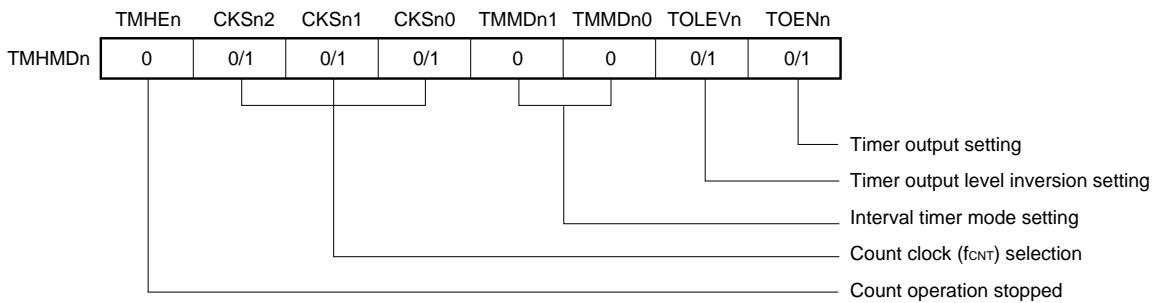 TMHEn CKSn2 CKSn1 CKSn0 TMMDn1 TMMDn0 TOLEVn TOENn
TMHMDn 0 0/1 0/1 0/1 0 0 0/1 0/1
Timer output setting
Timer output level inversion setting
Interval timer mode setting
Count clock (fCNT) selection
Count operation stopped